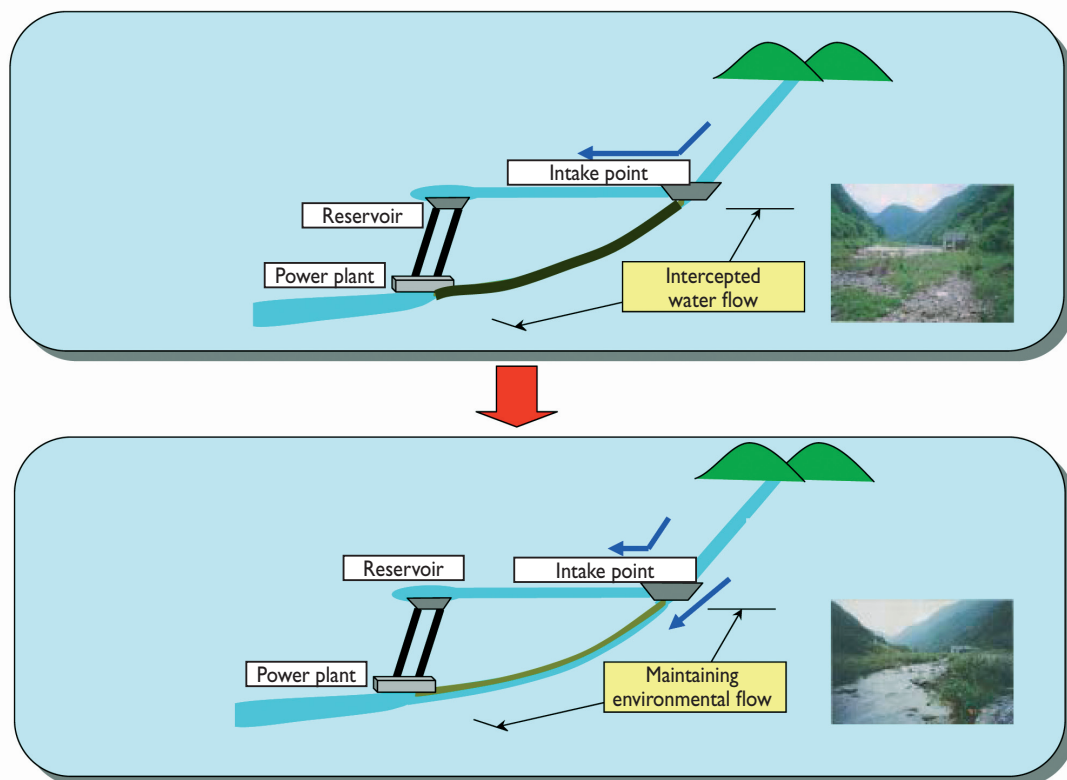 Intake point
Reservoir
Power plant
Intercepted
water flow
Reservoir
Intake point
Power plant
Maintaining
environmental flow